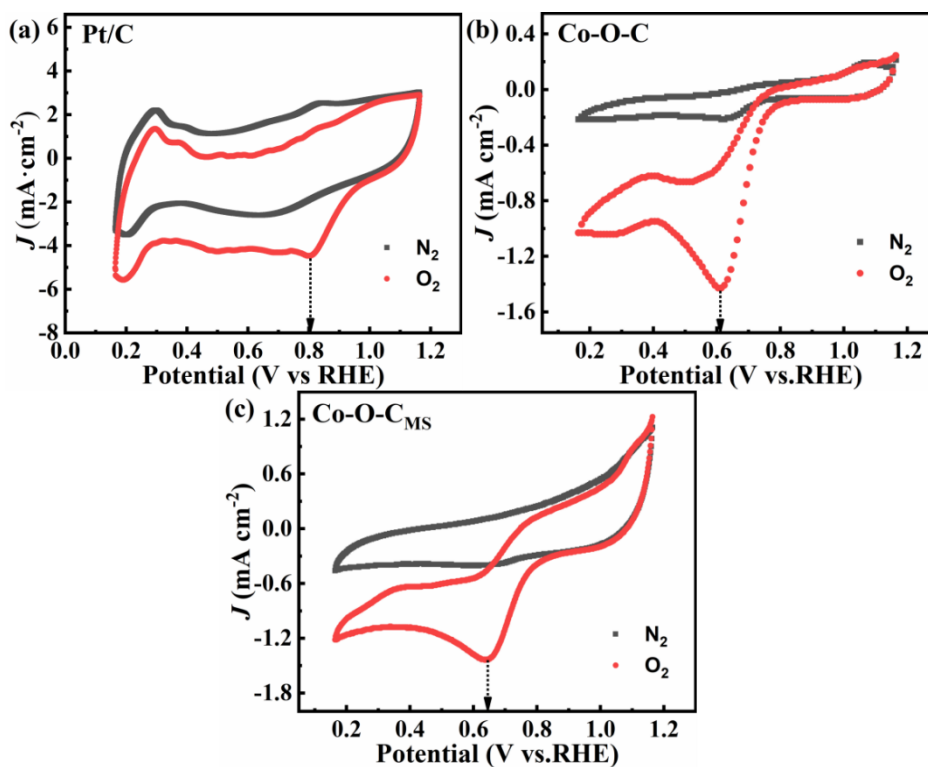 (a) Pt/C
J (mA·cm⁻²)
6
4
2
0
-2
-4
-6
-8
N₂
O₂
0.0 0.2 0.4 0.6 0.8 1.0 1.2
Potential (V vs RHE)
(b) Co-O-C
J (mA cm⁻²)
0.4
0.0
-0.4
-0.8
-1.2
-1.6
N₂
O₂
0.2 0.4 0.6 0.8 1.0 1.2
Potential (V vs.RHE)
(c) Co-O-C_MS
J (mA cm⁻²)
1.2
0.6
0.0
-0.6
-1.2
-1.8
N₂
O₂
0.2 0.4 0.6 0.8 1.0 1.2
Potential (V vs.RHE)